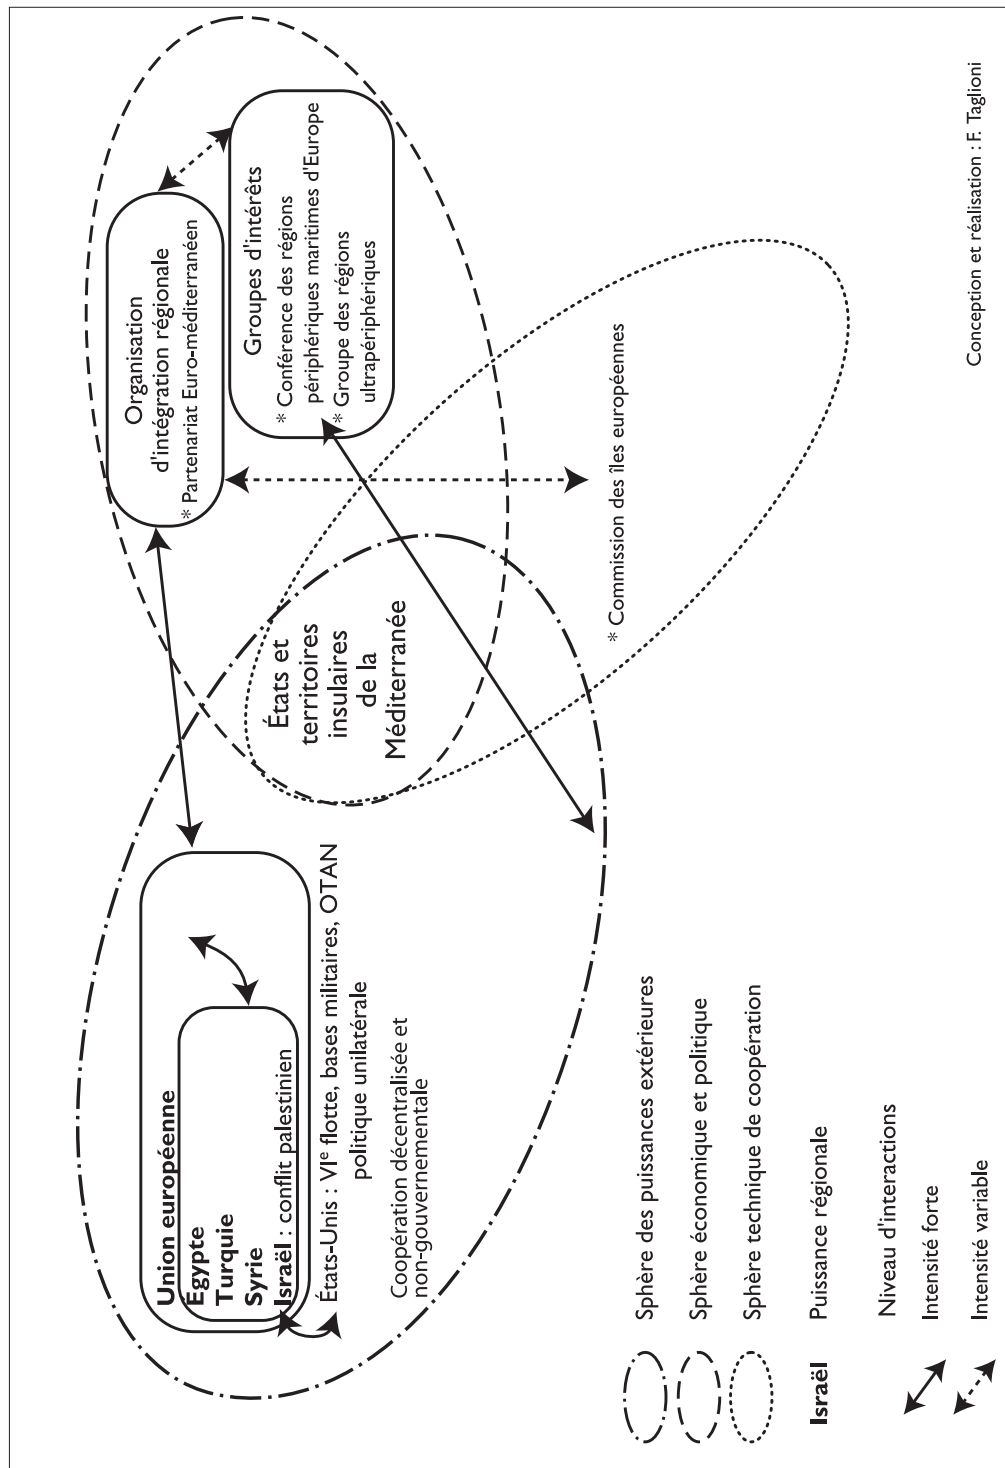 Union européenne
Égypte
Turquie
Syrie
Israël : conflit palestinien
États-Unis : VIe flotte, bases militaires, OTAN
politique unilatérale
Coopération décentralisée et
non-gouvernementale
États et
territoires
insulaires
de la
Méditerranée
Organisation
d'intégration régionale
* Partenariat Euro-méditerranéen
Groupes d'intérêts
* Conférence des régions
périphériques maritimes d'Europe
* Groupe des régions
ultrapériphériques
* Commission des îles européennes
Sphère des puissances extérieures
Sphère économique et politique
Sphère technique de coopération
Israël Puissance régionale
Niveau d'interactions
Intensité forte
Intensité variable
Conception et réalisation : F. Taglioni